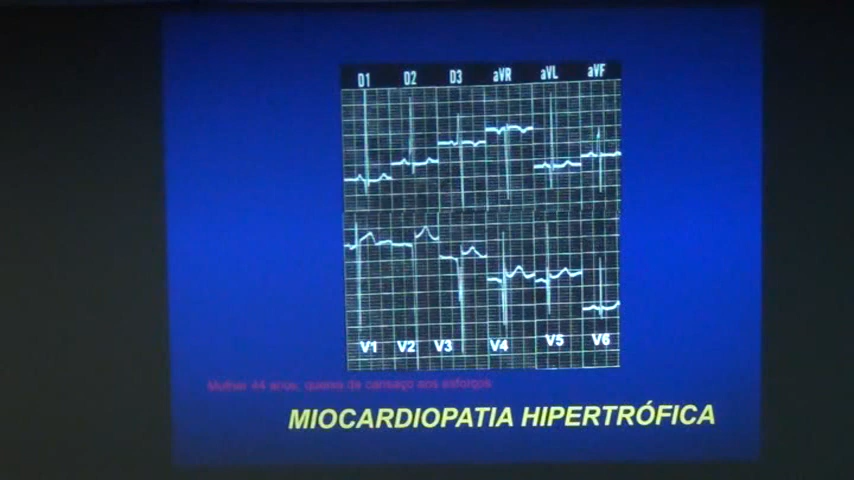 D1 D2 D3 aVR aVL aVF
V1 V2 V3 V4 V5 V6
Mulher 44 anos, queixa de cansaço aos esforços
MIOCARDIOPATIA HIPERTRÓFICA